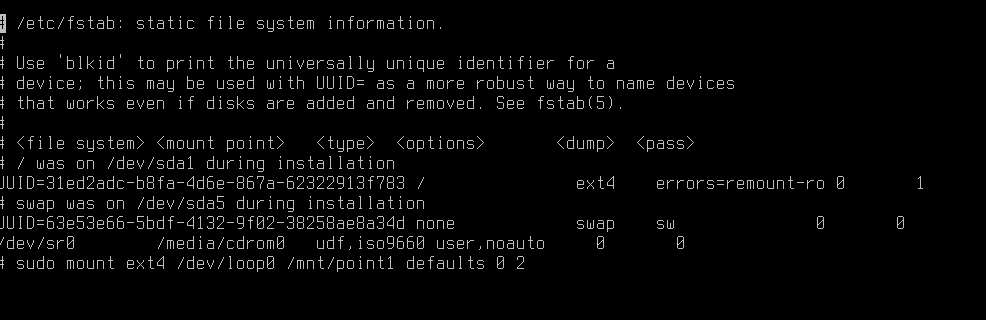 # /etc/fstab: static file system information.
#
# Use 'blkid' to print the universally unique identifier for a
# device; this may be used with UUID= as a more robust way to name devices
# that works even if disks are added and removed. See fstab(5).
#
# <file system> <mount point>   <type>  <options>       <dump>  <pass>
# / was on /dev/sda1 during installation
UUID=31ed2adc-b8fa-4d6e-867a-62322913f783 /               ext4    errors=remount-ro 0       1
# swap was on /dev/sda5 during installation
UUID=63e53e66-5bdf-4132-9f02-38258ae8a34d none            swap    sw              0       0
/dev/sr0        /media/cdrom0   udf,iso9660 user,noauto     0       0
# sudo mount ext4 /dev/loop0 /mnt/point1 defaults 0 2